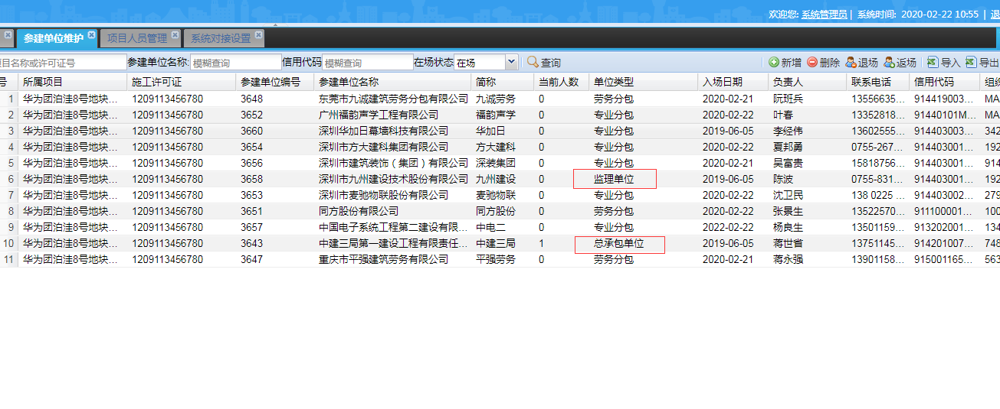 欢迎您: 系统管理员 | 系统时间: 2020-02-22 10:55 |
参建单位维护 项目人员管理 系统对接设置
项目名称或许可证号 参建单位名称: 模糊查询 信用代码 模糊查询 在场状态 在场 查询 新增 删除 退场 返场 导入 导出
号 所属项目 施工许可证 参建单位编号 参建单位名称 简称 当前人数 单位类型 入场日期 负责人 联系电话 信用代码
1 华为团泊洼8号地块... 1209113456780 3648 东莞市九诚建筑劳务分包有限公司 九诚劳务 0 劳务分包 2020-02-21 阮班兵 13556635... 914419003... MA
2 华为团泊洼8号地块... 1209113456780 3652 广州福韵声学工程有限公司 福韵声学 0 专业分包 2020-02-22 叶春 13352818... 91440101M... MA
3 华为团泊洼8号地块... 1209113456780 3660 深圳华加日幕墙科技有限公司 华加日 0 专业分包 2019-06-05 李经伟 13602555... 914403003... 342
4 华为团泊洼8号地块... 1209113456780 3654 深圳市方大建科集团有限公司 方大建科 0 专业分包 2020-02-22 夏邦勇 0755-267... 914403001... 192
5 华为团泊洼8号地块... 1209113456780 3656 深圳市建筑装饰（集团）有限公司 深装集团 0 专业分包 2020-02-21 吴富贵 15818756... 914403001... 914
6 华为团泊洼8号地块... 1209113456780 3658 深圳市九州建设技术股份有限公司 九州建设 0 监理单位 2019-06-05 陈波 0755-831... 914403001... 192
7 华为团泊洼8号地块... 1209113456780 3653 深圳市麦驰物联股份有限公司 麦驰物联 0 专业分包 2020-02-22 沈卫民 138 0225 ... 914403002... 279
8 华为团泊洼8号地块... 1209113456780 3651 同方股份有限公司 同方股份 0 劳务分包 2020-02-22 张景生 13522570... 911100001... 100
9 华为团泊洼8号地块... 1209113456780 3657 中国电子系统工程第二建设有限... 中电二 0 专业分包 2022-02-22 杨良生 13501159... 913202001... 134
10 华为团泊洼8号地块... 1209113456780 3643 中建三局第一建设工程有限责任... 中建三局 1 总承包单位 2019-06-05 蒋世省 13751145... 914201007... 748
11 华为团泊洼8号地块... 1209113456780 3647 重庆市平强建筑劳务有限公司 平强劳务 0 劳务分包 2020-02-21 蒋永强 13901158... 915001165... 563